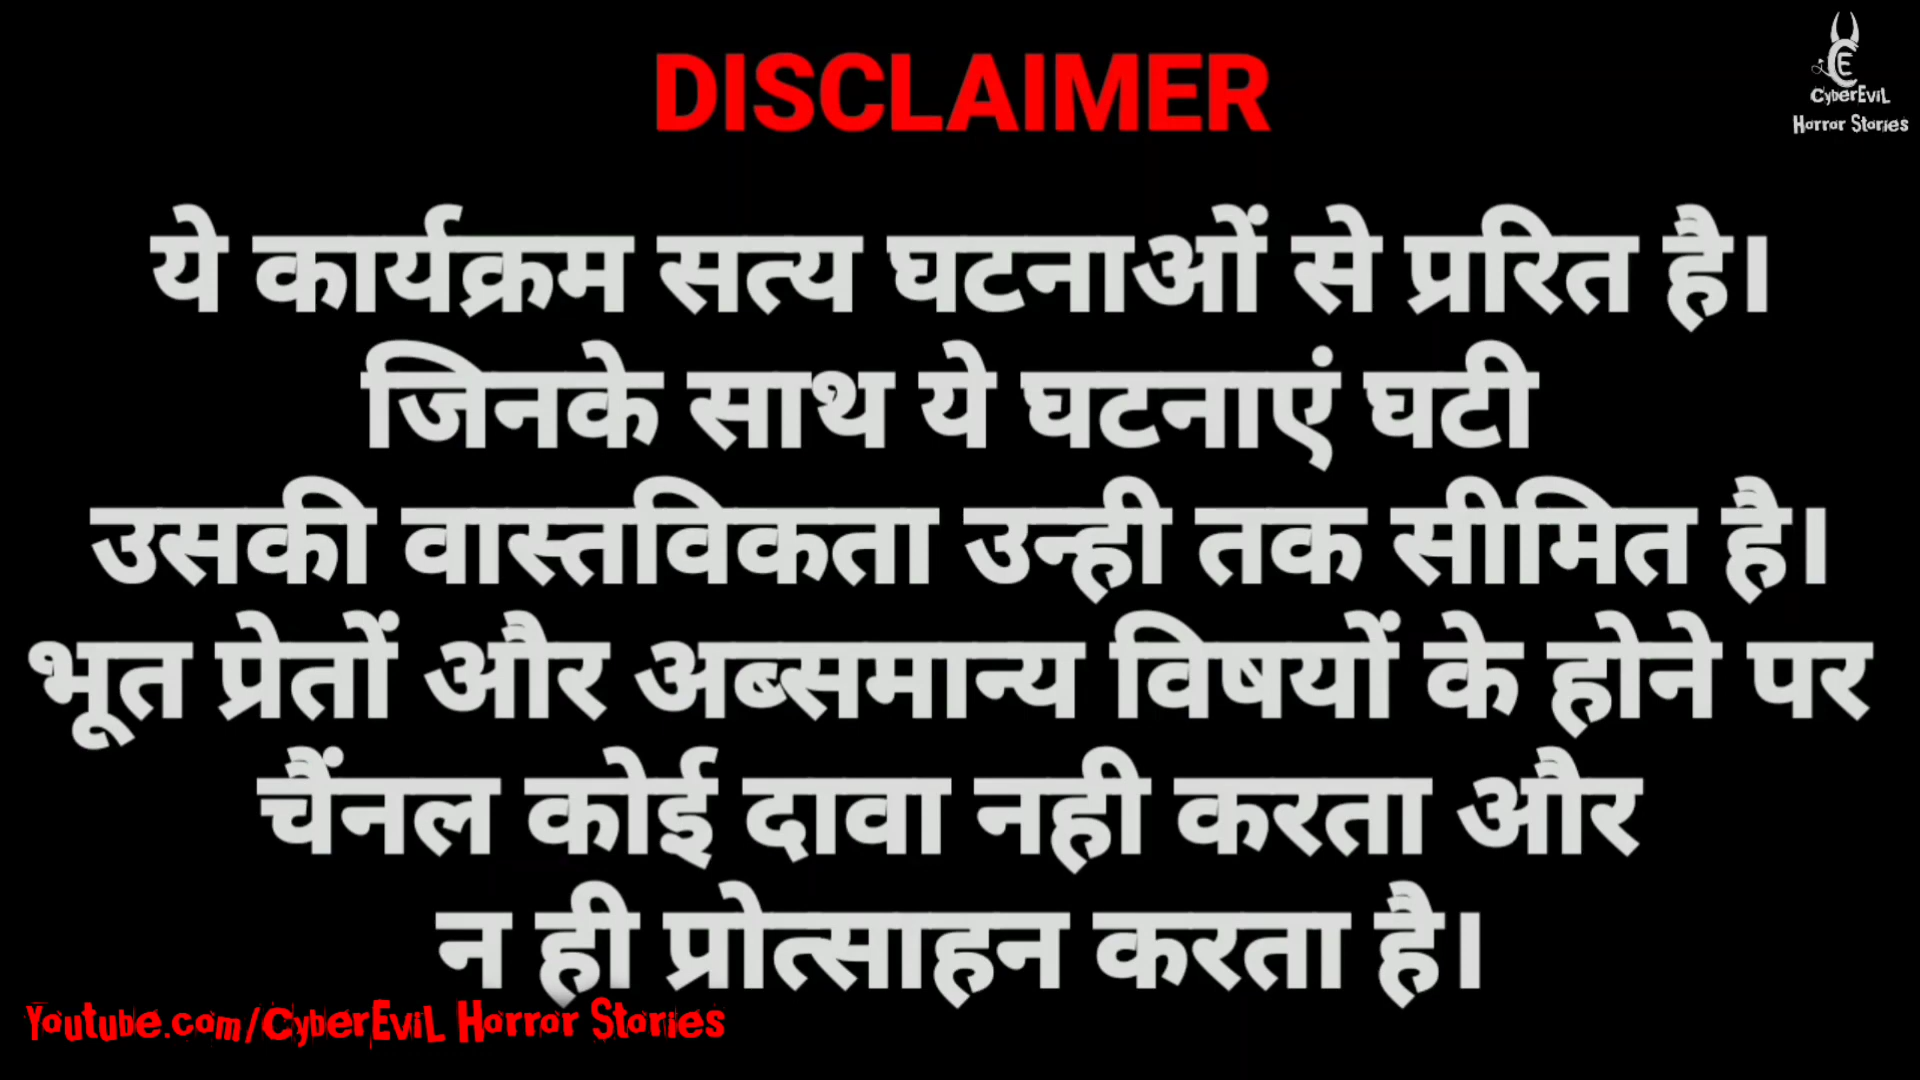 DISCLAIMER
CyberEviL
Horror Stories
ये कार्यक्रम सत्य घटनाओं से प्ररित है।
जिनके साथ ये घटनाएं घटी
उसकी वास्तविकता उन्ही तक सीमित है।
भूत प्रेतों और अब्समान्य विषयों के होने पर
चैंनल कोई दावा नही करता और
न ही प्रोत्साहन करता है।
Youtube.com/CyberEviL Horror Stories